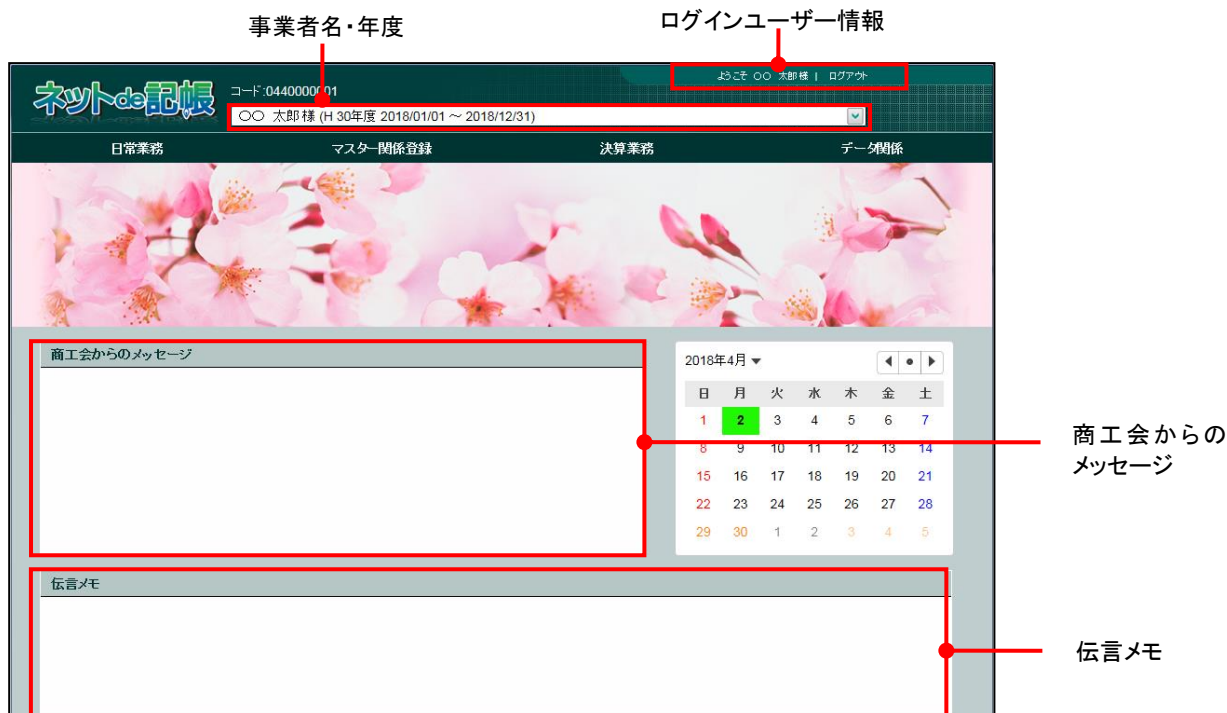 事業者名・年度
ログインユーザー情報
ようこそ 〇〇 太郎 様 | ログアウト
ネットde記帳
コード:0440000001
〇〇 太郎 様 (H 30年度 2018/01/01 ～ 2018/12/31)
日常業務 マスター関係登録 決算業務 データ関係
商工会からのメッセージ
2018年4月
日 月 火 水 木 金 土
1 2 3 4 5 6 7
8 9 10 11 12 13 14
15 16 17 18 19 20 21
22 23 24 25 26 27 28
29 30 1 2 3 4 5
商工会からの
メッセージ
伝言メモ
伝言メモ